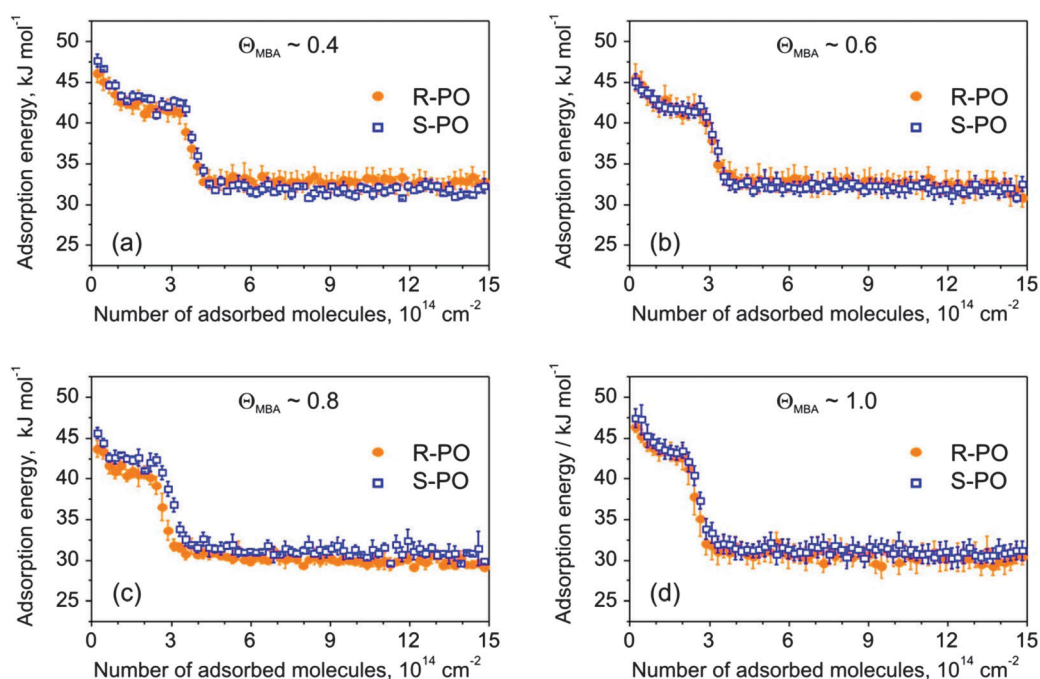 50
45
40
35
30
25
Adsorption energy, kJ mol⁻¹
Θ_MBA ~ 0.4
R-PO
S-PO
(a)
0 3 6 9 12 15
Number of adsorbed molecules, 10¹⁴ cm⁻²
50
45
40
35
30
25
Adsorption energy, kJ mol⁻¹
Θ_MBA ~ 0.6
R-PO
S-PO
(b)
0 3 6 9 12 15
Number of adsorbed molecules, 10¹⁴ cm⁻²
50
45
40
35
30
25
Adsorption energy, kJ mol⁻¹
Θ_MBA ~ 0.8
R-PO
S-PO
(c)
0 3 6 9 12 15
Number of adsorbed molecules, 10¹⁴ cm⁻²
50
45
40
35
30
25
Adsorption energy / kJ mol⁻¹
Θ_MBA ~ 1.0
R-PO
S-PO
(d)
0 3 6 9 12 15
Number of adsorbed molecules, 10¹⁴ cm⁻²